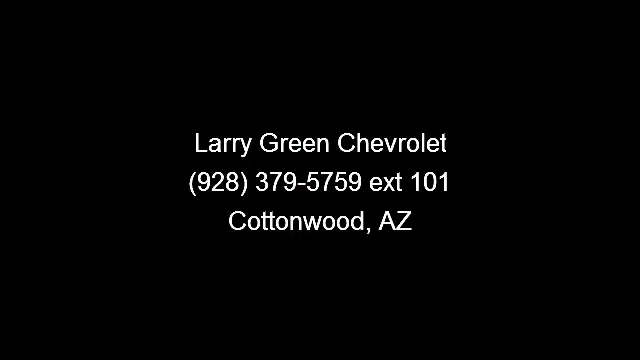 Larry Green Chevrolet
(928) 379-5759 ext 101
Cottonwood, AZ